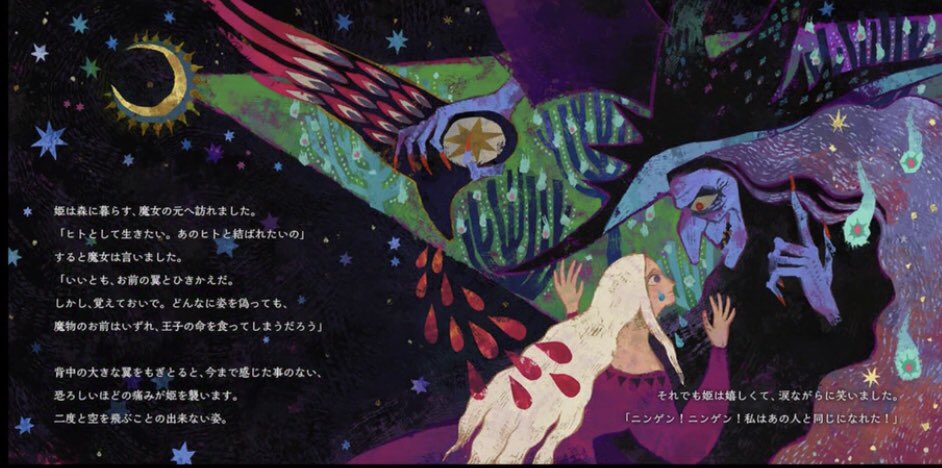 姫は森に暮らす、魔女の元へ訪れました。
「ヒトとして生きたい。あのヒトと結ばれたいの」
すると魔女は言いました。
「いいとも、お前の翼とひきかえだ。
しかし、覚えておいで。どんなに姿を偽っても、
魔物のお前はいずれ、王子の命を食ってしまうだろう」
背中の大きな翼をもぎとると、今まで感じた事のない、
恐ろしいほどの痛みが姫を襲います。
二度と空を飛ぶことの出来ない姿。
それでも姫は嬉しくて、涙ながらに笑いました。
「ニンゲン！ニンゲン！私はあの人と同じになれた！」